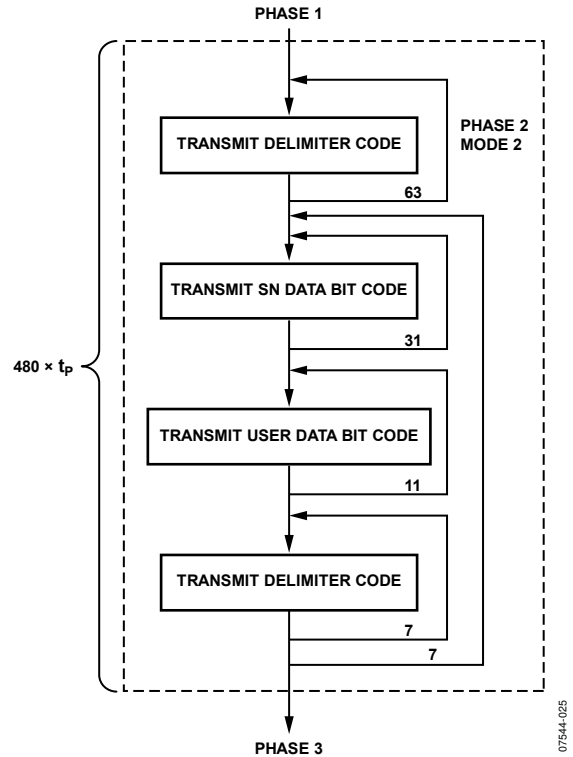 PHASE 1
PHASE 2
MODE 2
TRANSMIT DELIMITER CODE
63
TRANSMIT SN DATA BIT CODE
31
480 × tP
TRANSMIT USER DATA BIT CODE
11
TRANSMIT DELIMITER CODE
7
7
PHASE 3
07544-025